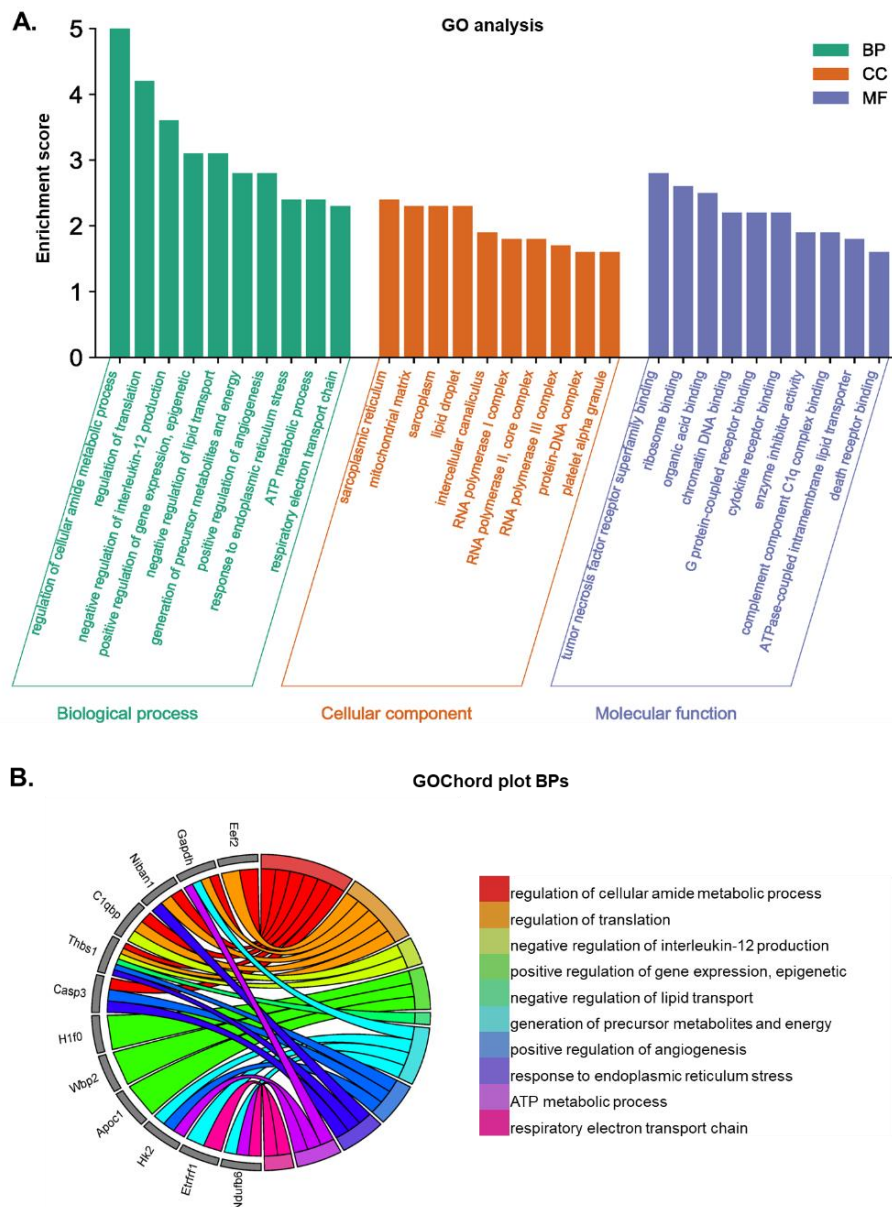 A.
GO analysis
BP
CC
MF
Enrichment score
5
4
3
2
1
0
regulation of cellular amide metabolic process
regulation of translation
negative regulation of interleukin-12 production
positive regulation of gene expression, epigenetic
negative regulation of lipid transport
generation of precursor metabolites and energy
positive regulation of angiogenesis
response to endoplasmic reticulum stress
ATP metabolic process
respiratory electron transport chain
sarcoplasmic reticulum
mitochondrial matrix
sarcoplasm
lipid droplet
intercellular canaliculus
RNA polymerase I complex
RNA polymerase II, core complex
RNA polymerase III complex
protein-DNA complex
platelet alpha granule
tumor necrosis factor receptor superfamily binding
ribosome binding
organic acid binding
chromatin DNA binding
G protein-coupled receptor binding
cytokine receptor binding
enzyme inhibitor activity
complement component C1q complex binding
ATPase-coupled intramembrane lipid transporter
death receptor binding
Biological process
Cellular component
Molecular function
B.
GOChord plot BPs
Eef2
Gapdh
Niban1
C1qbp
Thbs1
Casp3
H1f0
Wbp2
Apoc1
Hk2
Etfrf1
Ndufb6
regulation of cellular amide metabolic process
regulation of translation
negative regulation of interleukin-12 production
positive regulation of gene expression, epigenetic
negative regulation of lipid transport
generation of precursor metabolites and energy
positive regulation of angiogenesis
response to endoplasmic reticulum stress
ATP metabolic process
respiratory electron transport chain